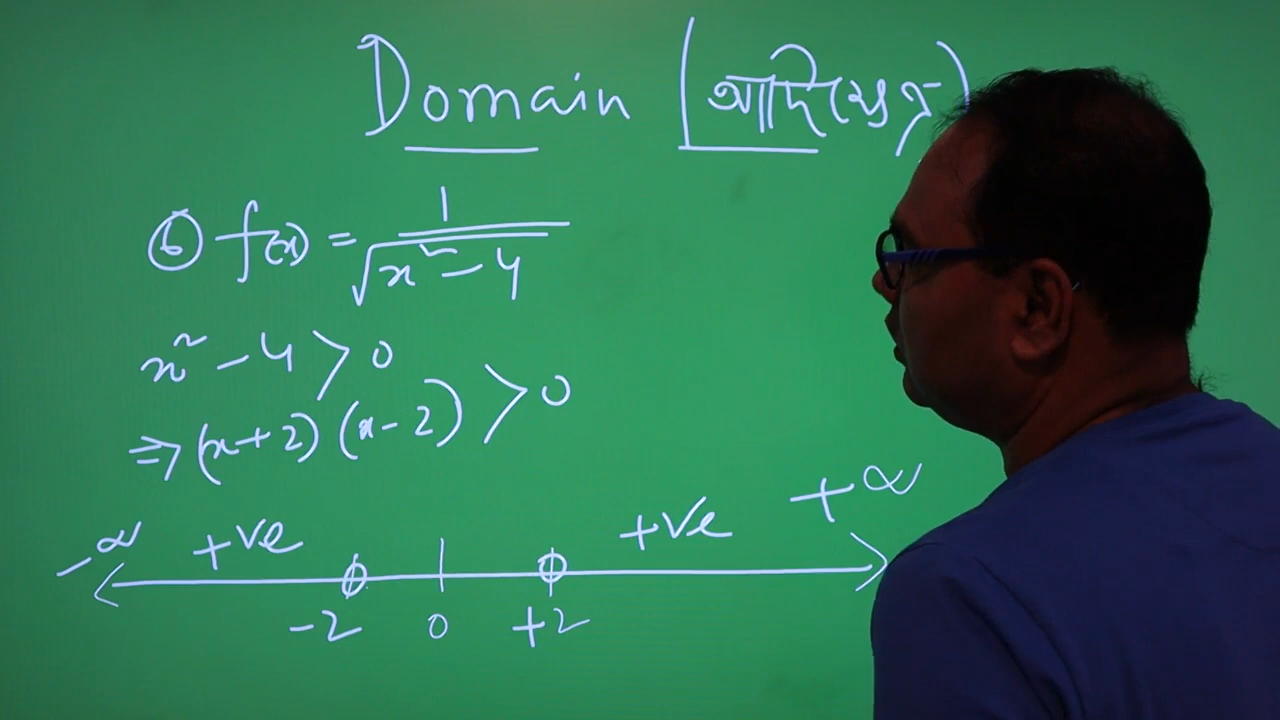 Domain (আদিক্ষেত্র)
⑥ f(x) = 1/√(x² - 4)
x² - 4 > 0
⇒ (x+2) (x-2) > 0
-∞ +ve +ve +∞
-2 0 +2